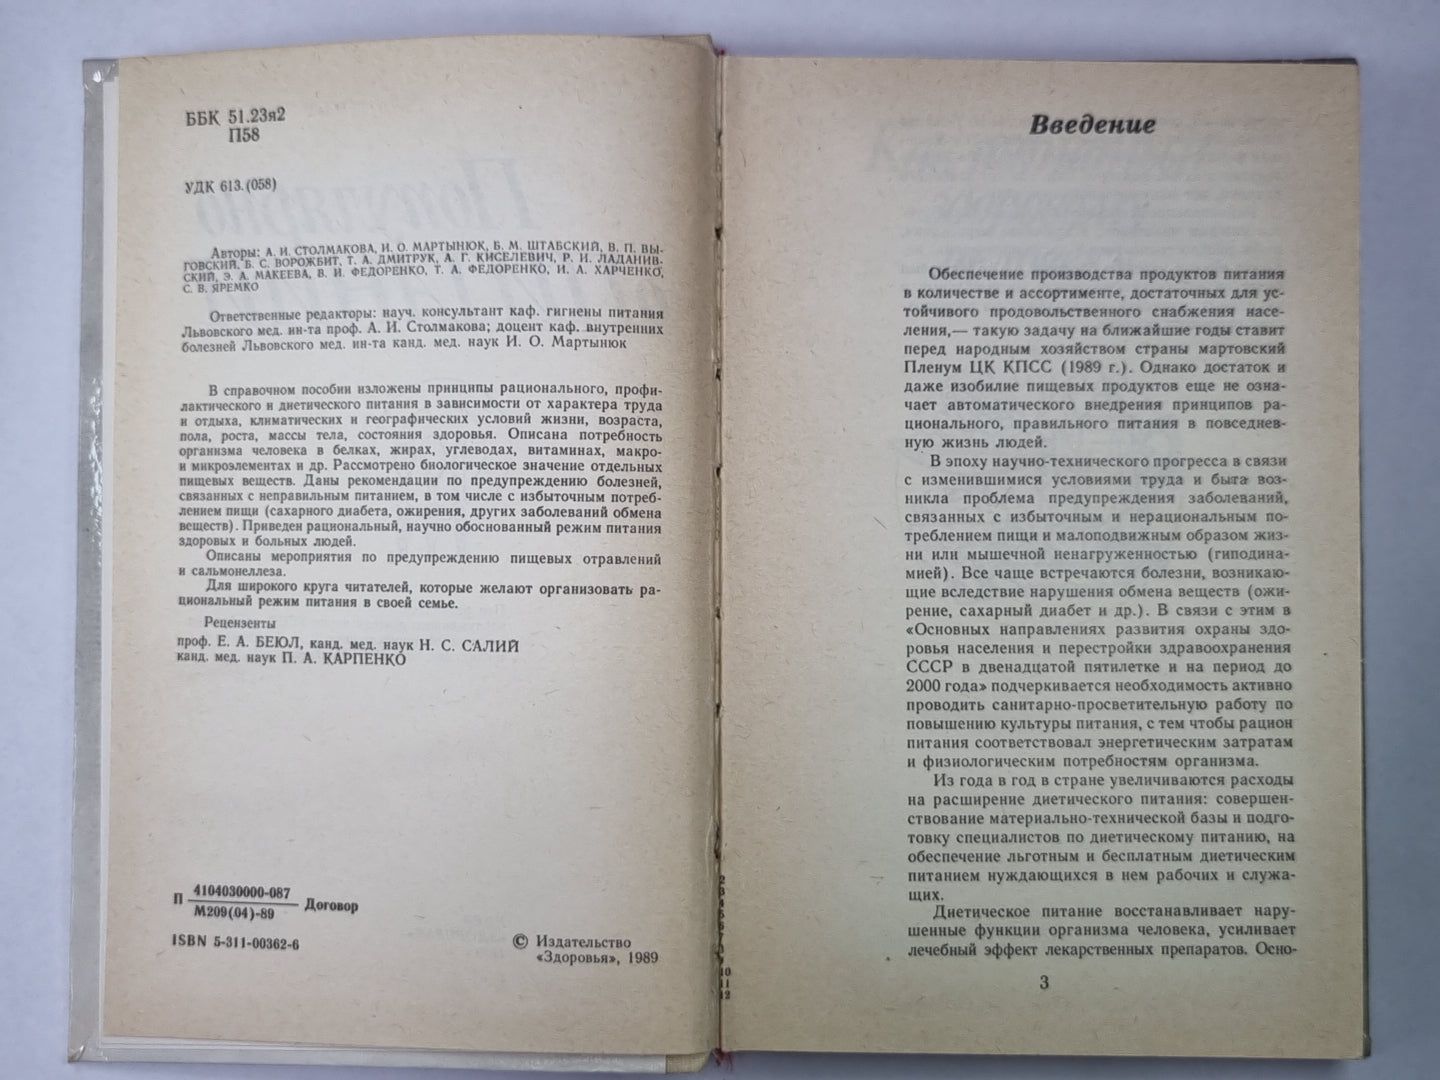 ББК 51.23я2
П58
УДК 613.(058)
Авторы: А. И. СТОЛМАКОВА, И. О. МАРТЫНЮК, Б. М. ШТАБСКИЙ, В. П. ВЫ-
ГОВСКИЙ, Б. С. ВОРОЖБИТ, Т. А. ДМИТРУК, А. Г. КИСЕЛЕВИЧ, Р. И. ЛАДАНИВ-
СКИЙ, Э. А. МАКЕЕВА, В. И. ФЕДОРЕНКО, Т. А. ФЕДОРЕНКО, И. А. ХАРЧЕНКО,
С. В. ЯРЕМКО
Ответственные редакторы: науч. консультант каф. гигиены питания
Львовского мед. ин-та проф. А. И. Столмакова; доцент каф. внутренних
болезней Львовского мед. ин-та канд. мед. наук И. О. Мартынюк
В справочном пособии изложены принципы рационального, профи-
лактического и диетического питания в зависимости от характера труда
и отдыха, климатических и географических условий жизни, возраста,
пола, роста, массы тела, состояния здоровья. Описана потребность
организма человека в белках, жирах, углеводах, витаминах, макро-
и микроэлементах и др. Рассмотрено биологическое значение отдельных
пищевых веществ. Даны рекомендации по предупреждению болезней,
связанных с неправильным питанием, в том числе с избыточным потреб-
лением пищи (сахарного диабета, ожирения, других заболеваний обмена
веществ). Приведен рациональный, научно обоснованный режим питания
здоровых и больных людей.
Описаны мероприятия по предупреждению пищевых отравлений
и сальмонеллеза.
Для широкого круга читателей, которые желают организовать ра-
циональный режим питания в своей семье.
Рецензенты
проф. Е. А. БЕЮЛ, канд. мед. наук Н. С. САЛИЙ
канд. мед. наук П. А. КАРПЕНКО
П 4104030000-087
М209(04)-89 Договор
ISBN 5-311-00362-6
© Издательство
«Здоровья», 1989
2
3
4
5
6
7
8
9
10
11
12
Введение
Обеспечение производства продуктов питания
в количестве и ассортименте, достаточных для ус-
тойчивого продовольственного снабжения насе-
ления,— такую задачу на ближайшие годы ставит
перед народным хозяйством страны мартовский
Пленум ЦК КПСС (1989 г.). Однако достаток и
даже изобилие пищевых продуктов еще не озна-
чает автоматического внедрения принципов ра-
ционального, правильного питания в повседнев-
ную жизнь людей.
В эпоху научно-технического прогресса в связи
с изменившимися условиями труда и быта воз-
никла проблема предупреждения заболеваний,
связанных с избыточным и нерациональным по-
треблением пищи и малоподвижным образом жиз-
ни или мышечной ненагруженностью (гиподина-
мией). Все чаще встречаются болезни, возникаю-
щие вследствие нарушения обмена веществ (ожи-
рение, сахарный диабет и др.). В связи с этим в
«Основных направлениях развития охраны здо-
ровья населения и перестройки здравоохранения
СССР в двенадцатой пятилетке и на период до
2000 года» подчеркивается необходимость активно
проводить санитарно-просветительную работу по
повышению культуры питания, с тем чтобы рацион
питания соответствовал энергетическим затратам
и физиологическим потребностям организма.
Из года в год в стране увеличиваются расходы
на расширение диетического питания: совершен-
ствование материально-технической базы и подго-
товку специалистов по диетическому питанию, на
обеспечение льготным и бесплатным диетическим
питанием нуждающихся в нем рабочих и служа-
щих.
Диетическое питание восстанавливает нару-
шенные функции организма человека, усиливает
лечебный эффект лекарственных препаратов. Осно-
3